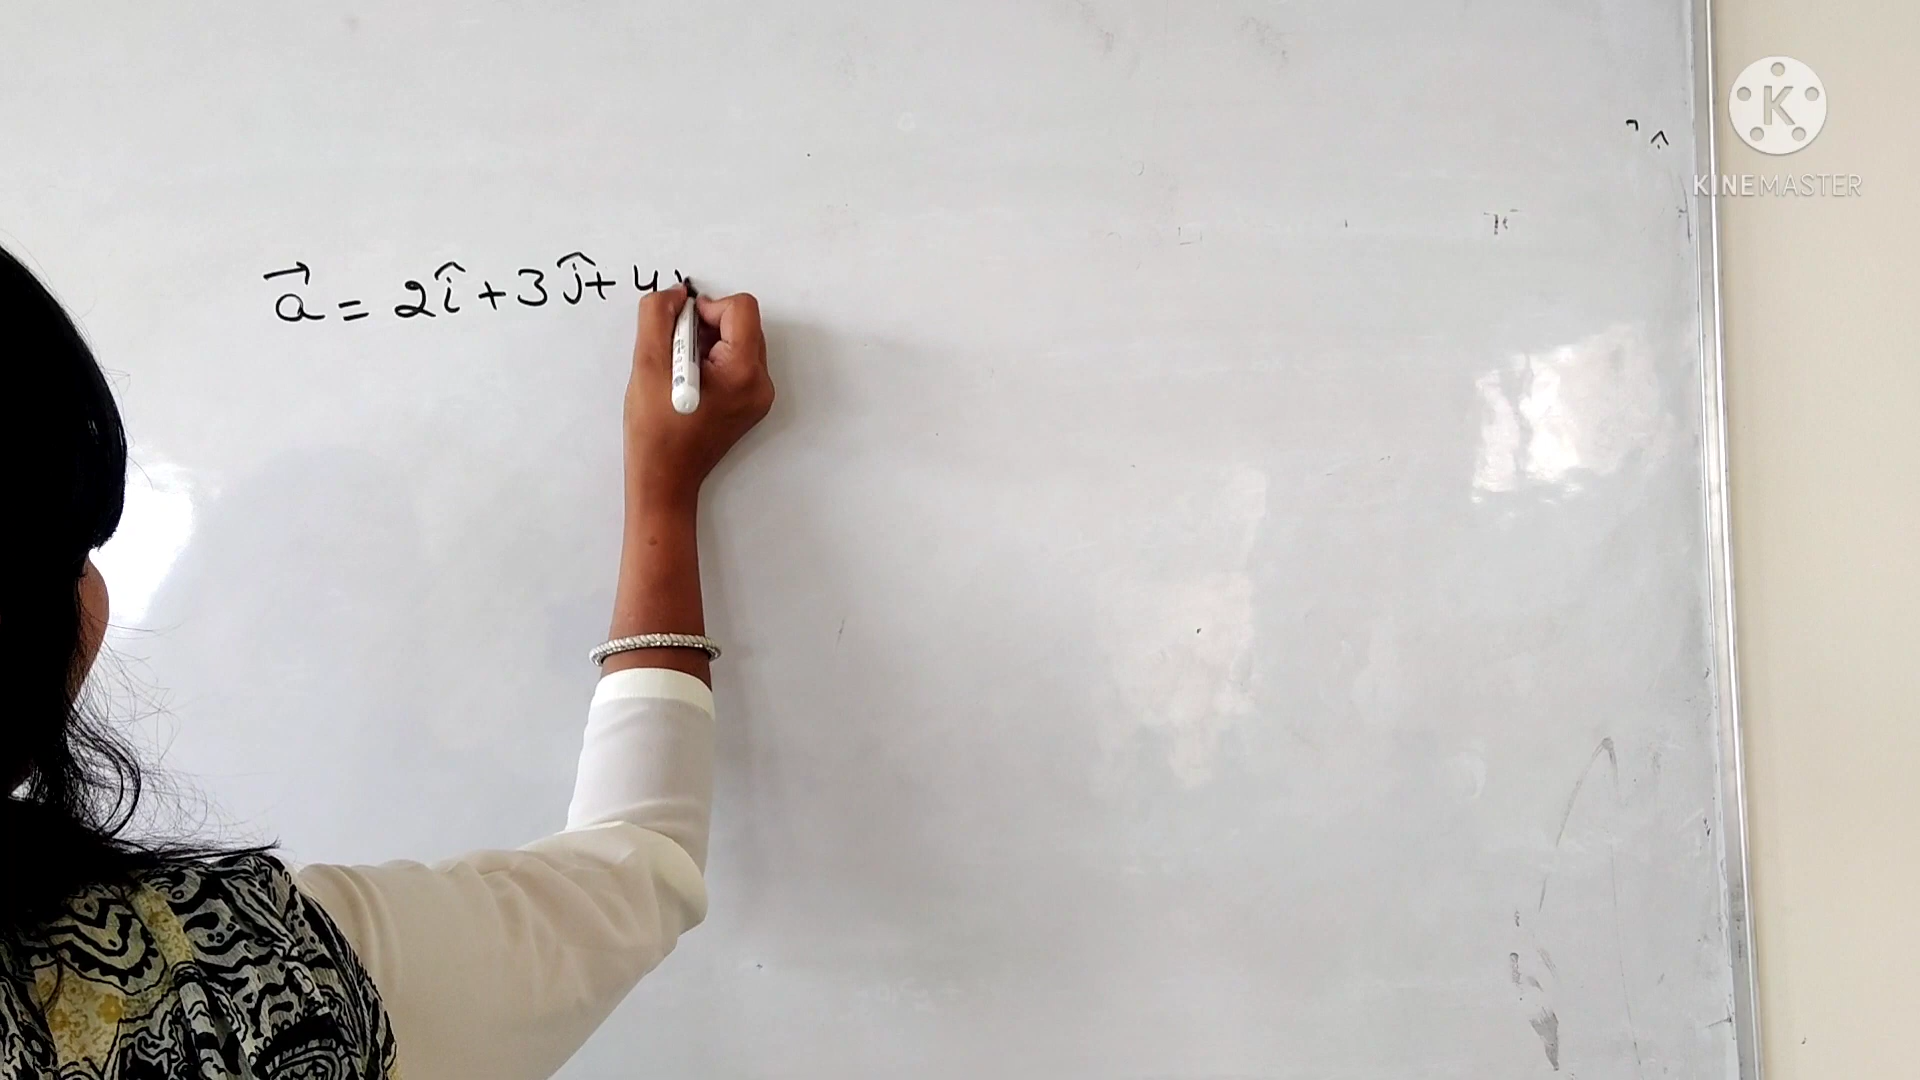 a⃗ = 2î + 3ĵ + 4
KINEMASTER